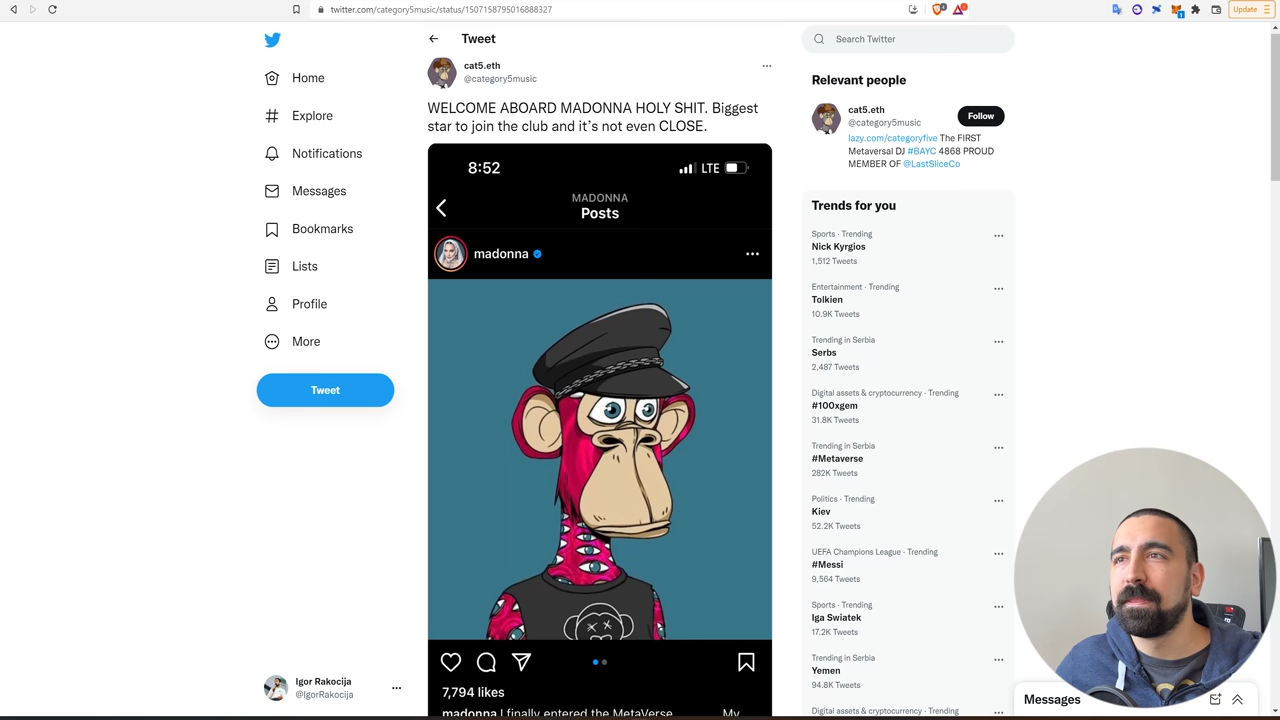 twitter.com/category5music/status/1507158795016888327
Update
Home
Explore
Notifications
Messages
Bookmarks
Lists
Profile
More
Tweet
Igor Rakocija
@IgorRakocija
Tweet
cat5.eth
@category5music
WELCOME ABOARD MADONNA HOLY SHIT. Biggest
star to join the club and it's not even CLOSE.
8:52
LTE
MADONNA
Posts
madonna
7,794 likes
madonna I finally entered the MetaVerse My
Search Twitter
Relevant people
cat5.eth
@category5music
Follow
lazy.com/categoryfive The FIRST
Metaversal DJ #BAYC 4868 PROUD
MEMBER OF @LastSliceCo
Trends for you
Sports · Trending
Nick Kyrgios
1,512 Tweets
Entertainment · Trending
Tolkien
10.9K Tweets
Trending in Serbia
Serbs
2,487 Tweets
Digital assets & cryptocurrency · Trending
#100xgem
31.8K Tweets
Trending in Serbia
#Metaverse
282K Tweets
Politics · Trending
Kiev
52.2K Tweets
UEFA Champions League · Trending
#Messi
9,564 Tweets
Sports · Trending
Iga Swiatek
17.2K Tweets
Trending in Serbia
Yemen
94.8K Tweets
Digital assets & cryptocurrency · Trending
Messages